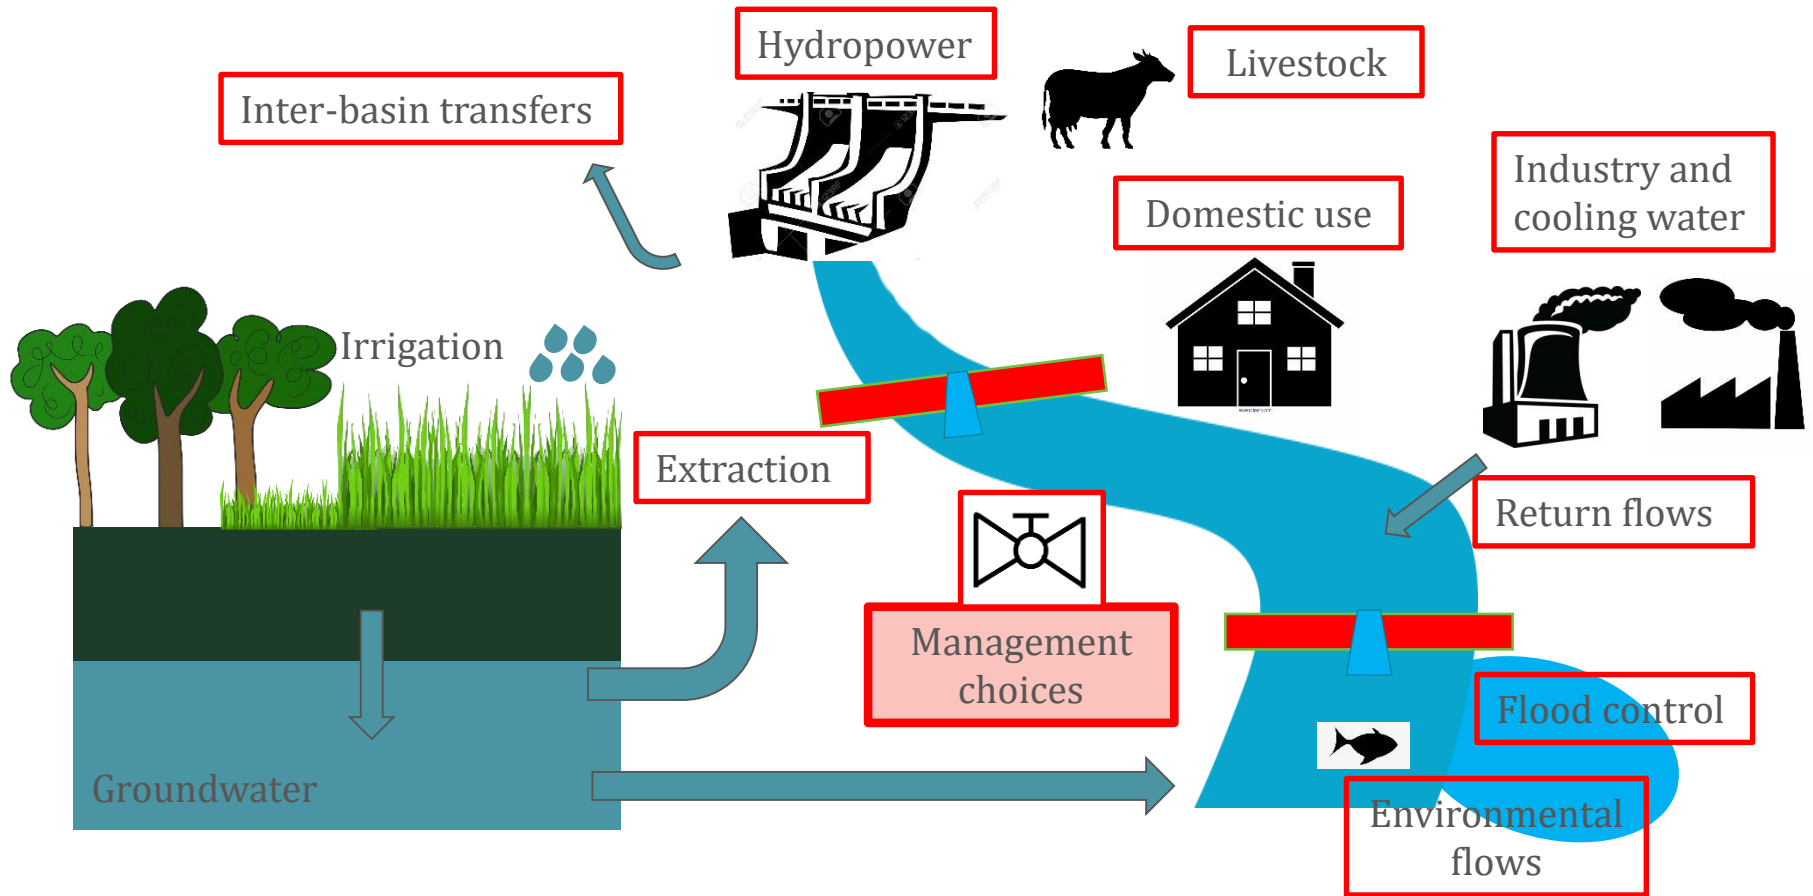 Hydropower
Livestock
Inter-basin transfers
Industry and
cooling water
Domestic use
Irrigation
Extraction
Return flows
Management
choices
Flood control
Groundwater
Environmental
flows